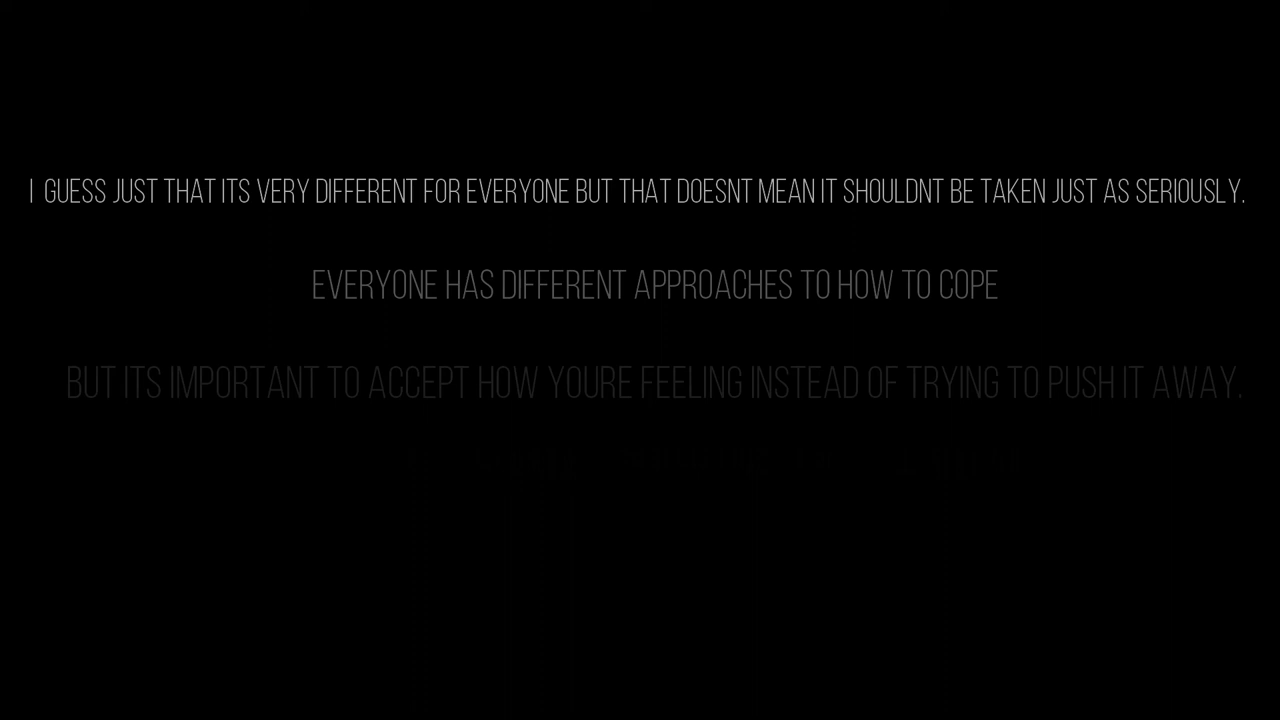 I GUESS JUST THAT ITS VERY DIFFERENT FOR EVERYONE BUT THAT DOESNT MEAN IT SHOULDNT BE TAKEN JUST AS SERIOUSLY.
EVERYONE HAS DIFFERENT APPROACHES TO HOW TO COPE
BUT ITS IMPORTANT TO ACCEPT HOW YOURE FEELING INSTEAD OF TRYING TO PUSH IT AWAY.